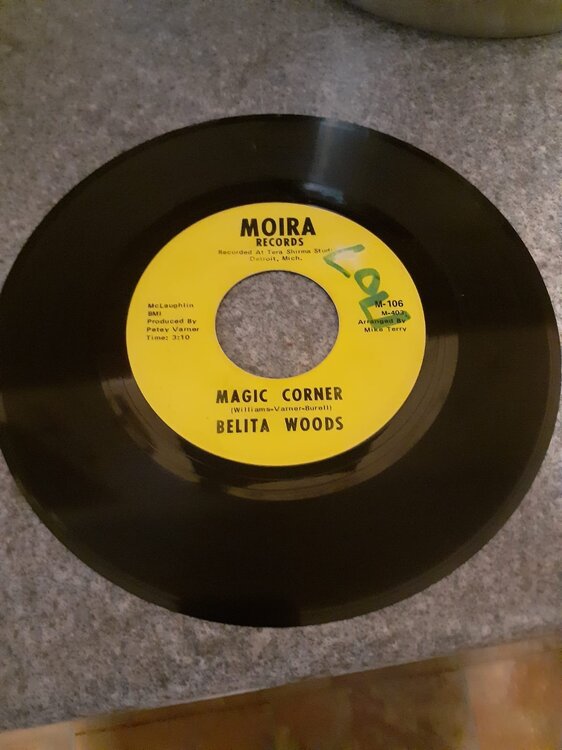 MOIRA
RECORDS
Recorded At Tera Shirma Stud
Detroit, Mich.
McLaughlin
BMI
Produced By
Petey Varner
Time: 3:10
M-106
M-403
Arranged By
Mike Terry
MAGIC CORNER
(Williams-Varner-Burell)
BELITA WOODS